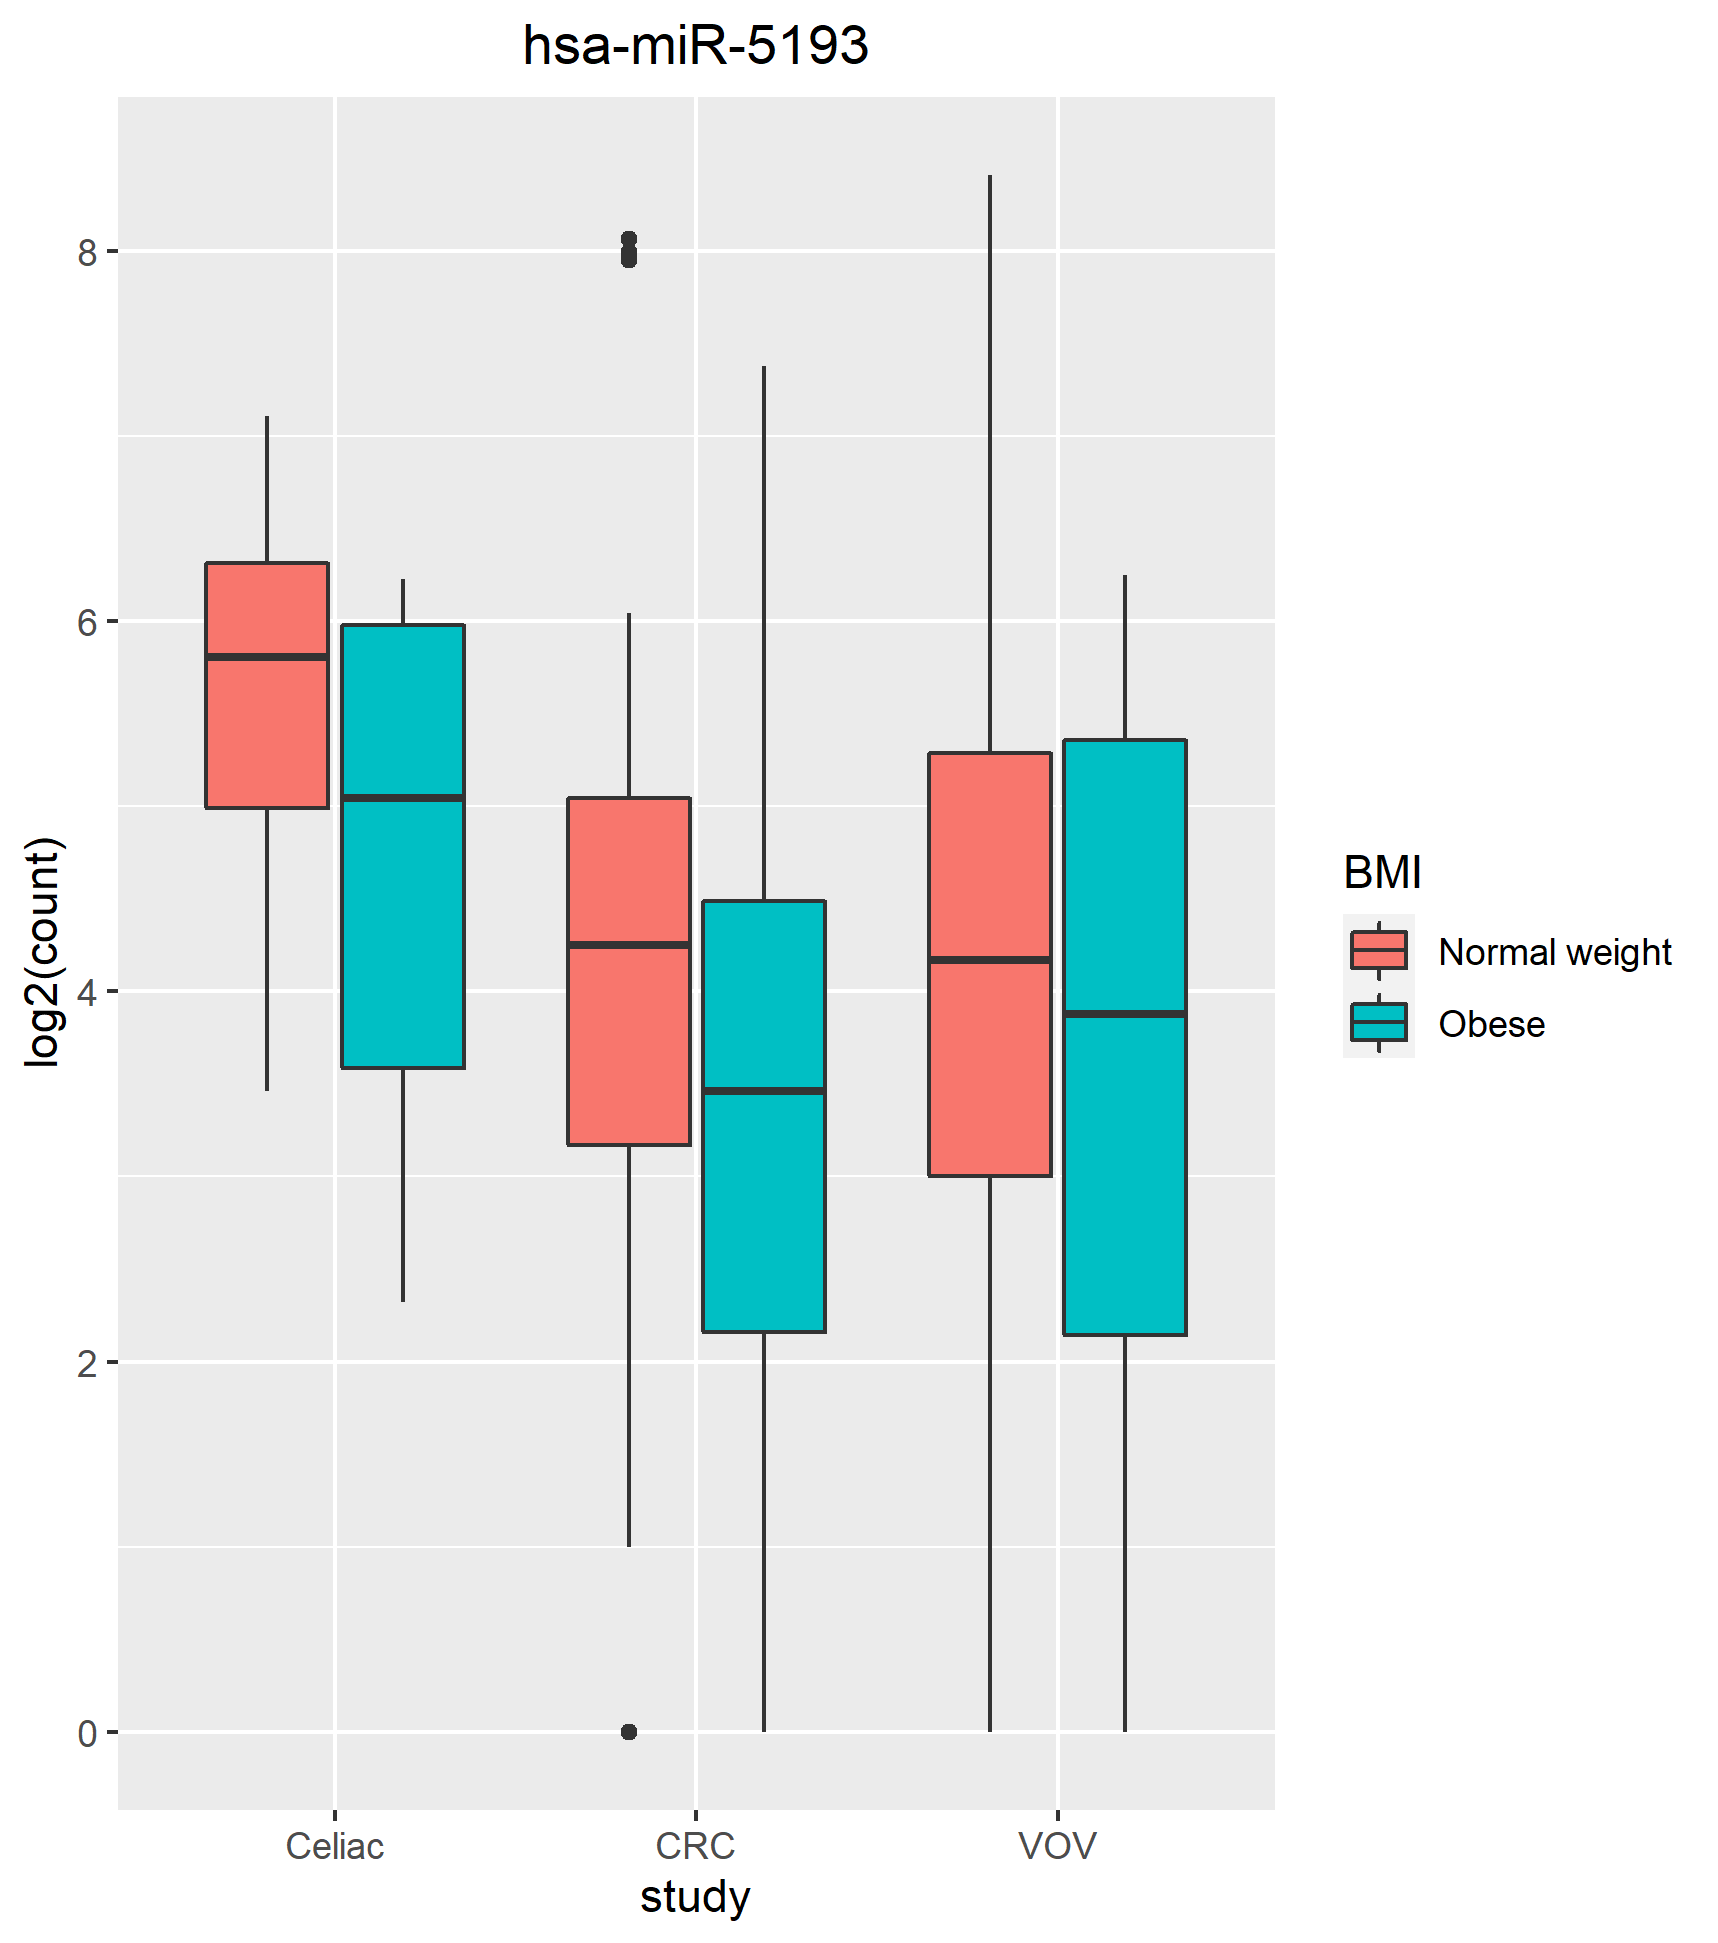 hsa-miR-5193
log2(count)
8
6
4
2
0
Celiac CRC VOV
study
BMI
Normal weight
Obese